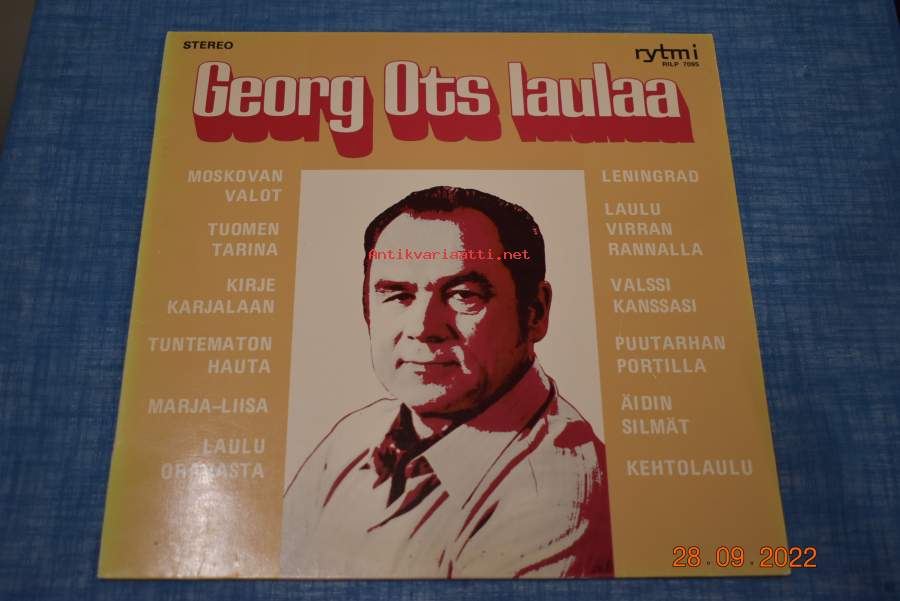 STEREO
rytmi
RILP 7095
Georg Ots laulaa
MOSKOVAN
VALOT
TUOMEN
TARINA
KIRJE
KARJALAAN
TUNTEMATON
HAUTA
MARJA-LIISA
LAULU
ORAVASTA
LENINGRAD
LAULU
VIRRAN
RANNALLA
VALSSI
KANSSASI
PUUTARHAN
PORTILLA
ÄIDIN
SILMÄT
KEHTOLAULU
Antikvariaatti.net
28.09.2022